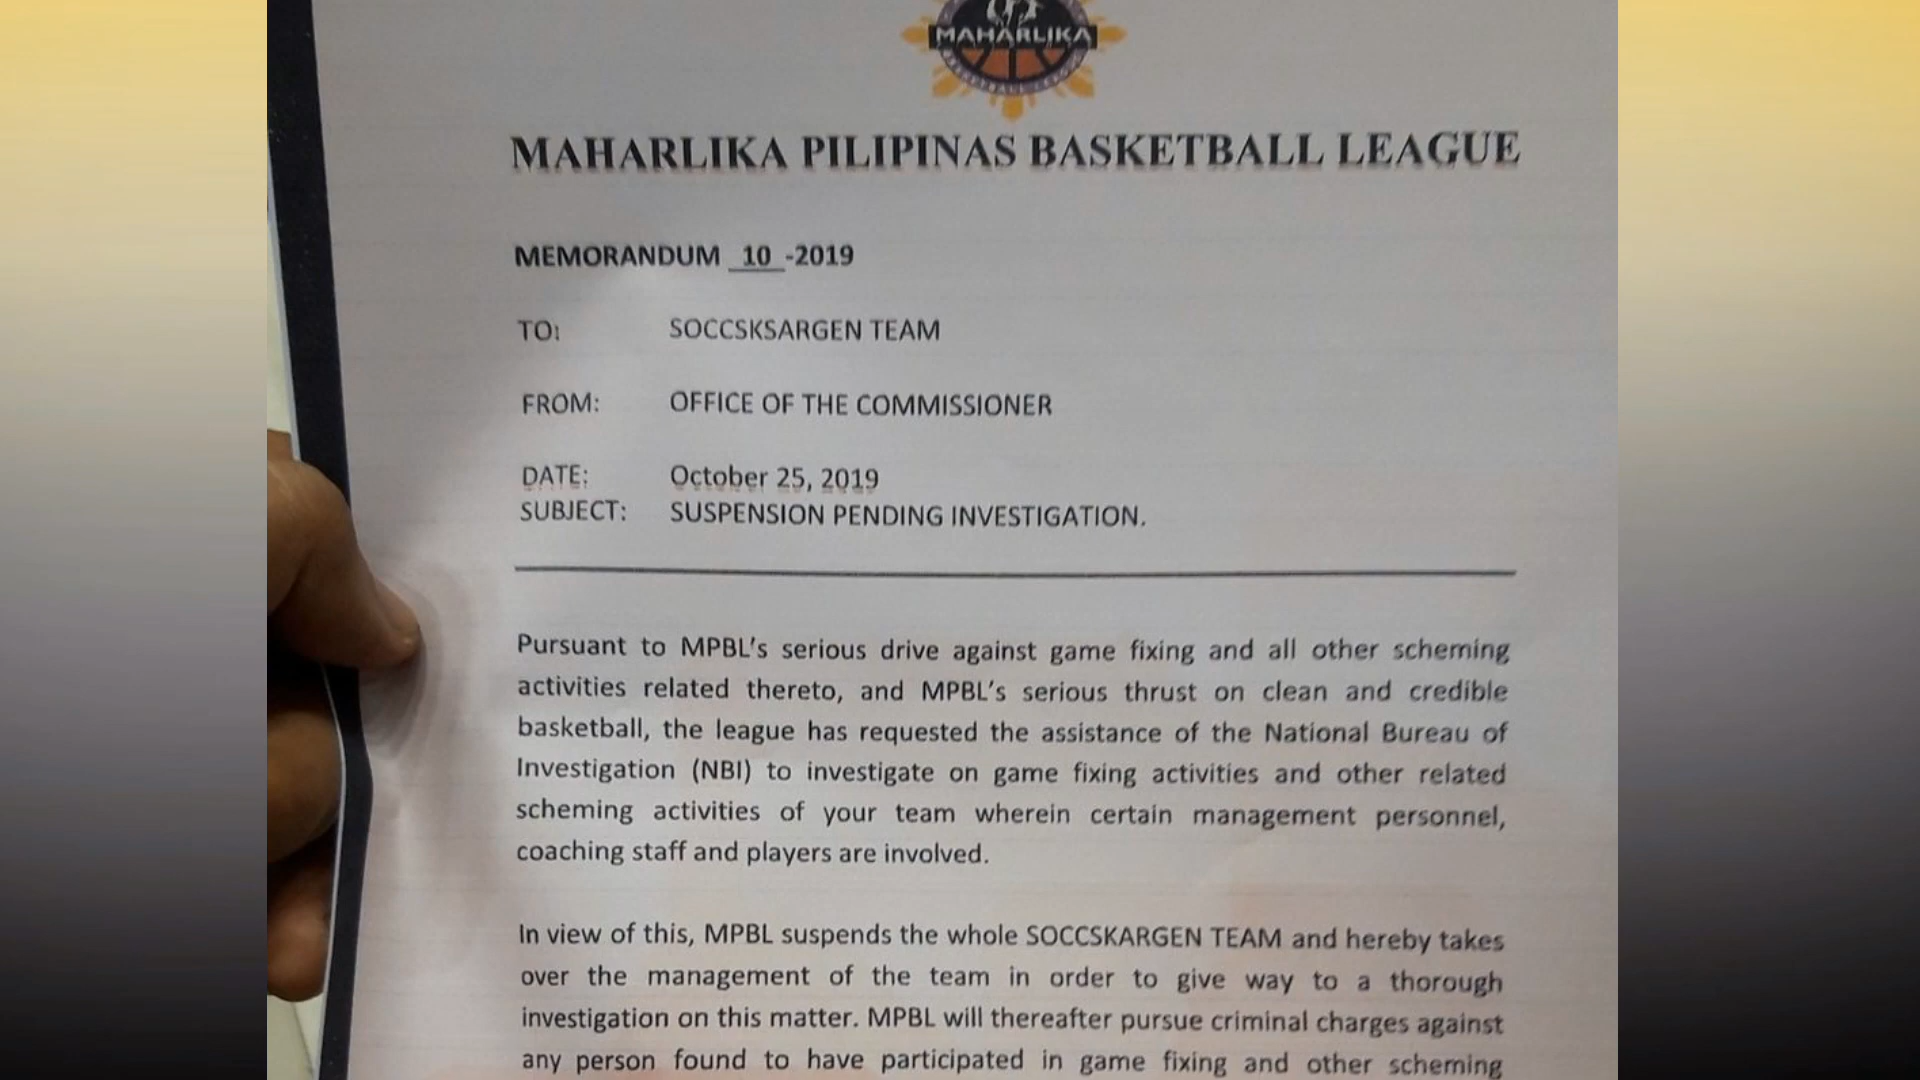 MAHARLIKA
MAHARLIKA PILIPINAS BASKETBALL LEAGUE
MEMORANDUM 10 -2019
TO: SOCCSKSARGEN TEAM
FROM: OFFICE OF THE COMMISSIONER
DATE: October 25, 2019
SUBJECT: SUSPENSION PENDING INVESTIGATION.
Pursuant to MPBL's serious drive against game fixing and all other scheming
activities related thereto, and MPBL's serious thrust on clean and credible
basketball, the league has requested the assistance of the National Bureau of
Investigation (NBI) to investigate on game fixing activities and other related
scheming activities of your team wherein certain management personnel,
coaching staff and players are involved.
In view of this, MPBL suspends the whole SOCCSKARGEN TEAM and hereby takes
over the management of the team in order to give way to a thorough
investigation on this matter. MPBL will thereafter pursue criminal charges against
any person found to have participated in game fixing and other scheming